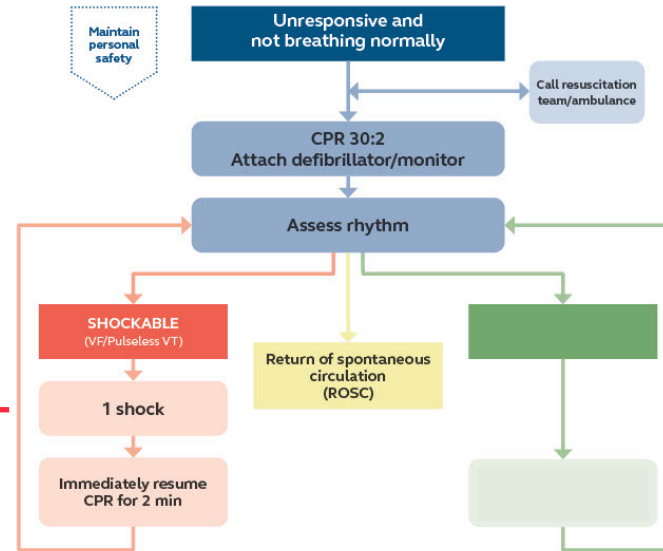 Maintain
personal
safety
Unresponsive and
not breathing normally
Call resuscitation
team/ambulance
CPR 30:2
Attach defibrillator/monitor
Assess rhythm
SHOCKABLE
(VF/Pulseless VT)
Return of spontaneous
circulation
(ROSC)
1 shock
Immediately resume
CPR for 2 min